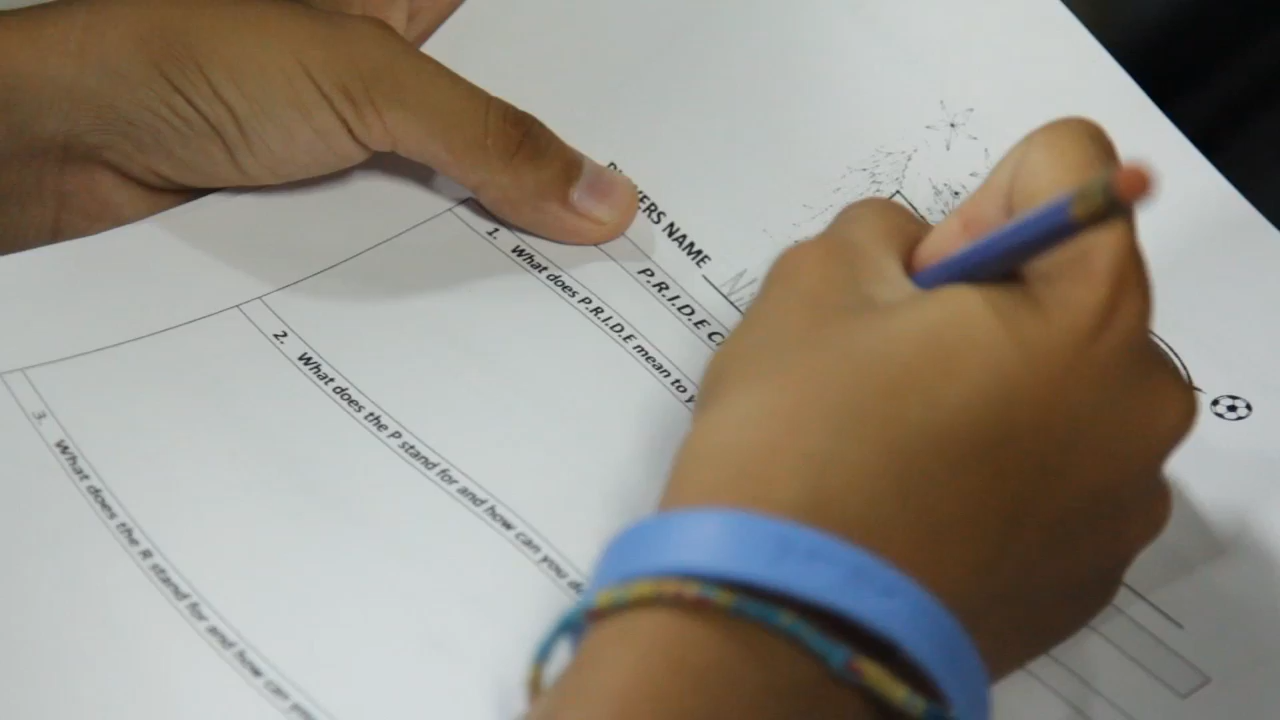 NAME
P.R.I.D.E
1. What does P.R.I.D.E mean to
2. What does the P stand for and how can you
3. What does the R stand for and how can